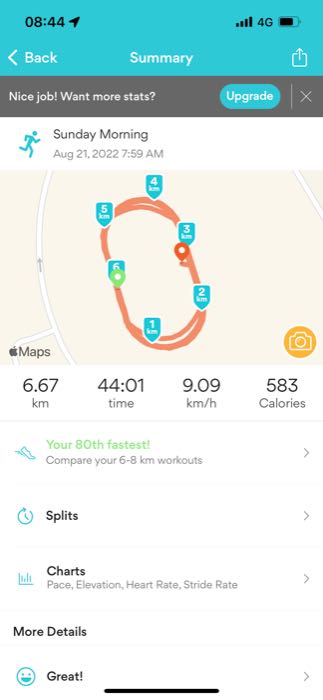 08:44
4G
Back
Summary
Nice job! Want more stats?
Upgrade
Sunday Morning
Aug 21, 2022 7:59 AM
4
km
5
km
3
km
6
2
km
1
km
Maps
6.67
km
44:01
time
9.09
km/h
583
Calories
Your 80th fastest!
Compare your 6-8 km workouts
Splits
Charts
Pace, Elevation, Heart Rate, Stride Rate
More Details
Great!